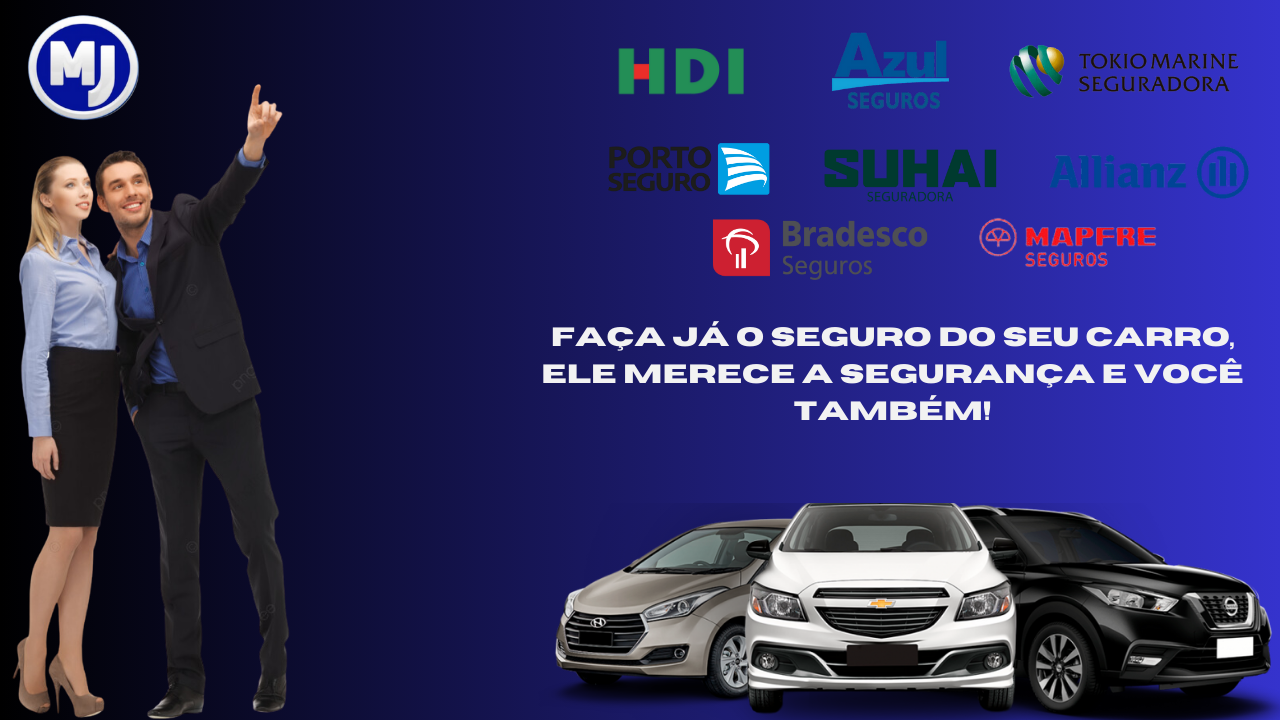 MJ
HDI
Azul
SEGUROS
TOKIO MARINE
SEGURADORA
PORTO
SEGURO
SUHAI
SEGURADORA
Allianz
Bradesco
Seguros
MAPFRE
SEGUROS
FAÇA JÁ O SEGURO DO SEU CARRO,
ELE MERECE A SEGURANÇA E VOCÊ
TAMBÉM!